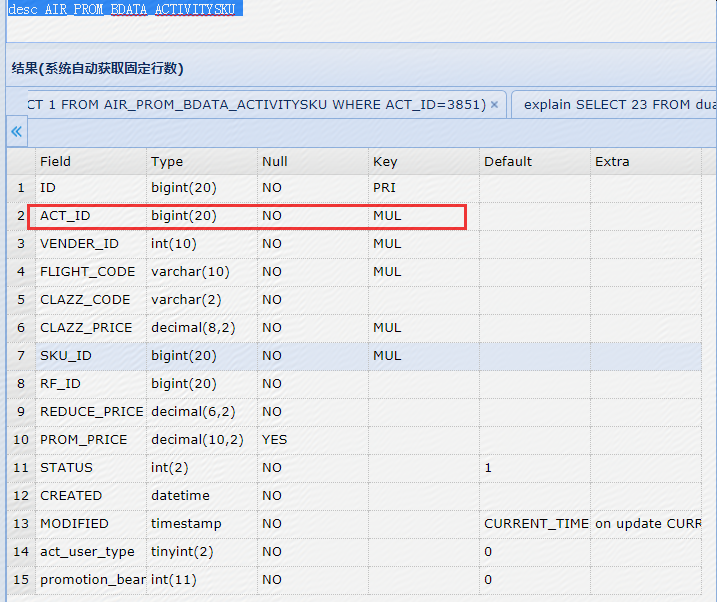 desc AIR_PROM_BDATA_ACTIVITYSKU
结果(系统自动获取固定行数)
CT 1 FROM AIR_PROM_BDATA_ACTIVITYSKU WHERE ACT_ID=3851) × explain SELECT 23 FROM dua
«
Field Type Null Key Default Extra
1 ID bigint(20) NO PRI
2 ACT_ID bigint(20) NO MUL
3 VENDER_ID int(10) NO MUL
4 FLIGHT_CODE varchar(10) NO MUL
5 CLAZZ_CODE varchar(2) NO
6 CLAZZ_PRICE decimal(8,2) NO MUL
7 SKU_ID bigint(20) NO MUL
8 RF_ID bigint(20) NO
9 REDUCE_PRICE decimal(6,2) NO
10 PROM_PRICE decimal(10,2) YES
11 STATUS int(2) NO 1
12 CREATED datetime NO
13 MODIFIED timestamp NO CURRENT_TIME on update CURR
14 act_user_type tinyint(2) NO 0
15 promotion_bear int(11) NO 0